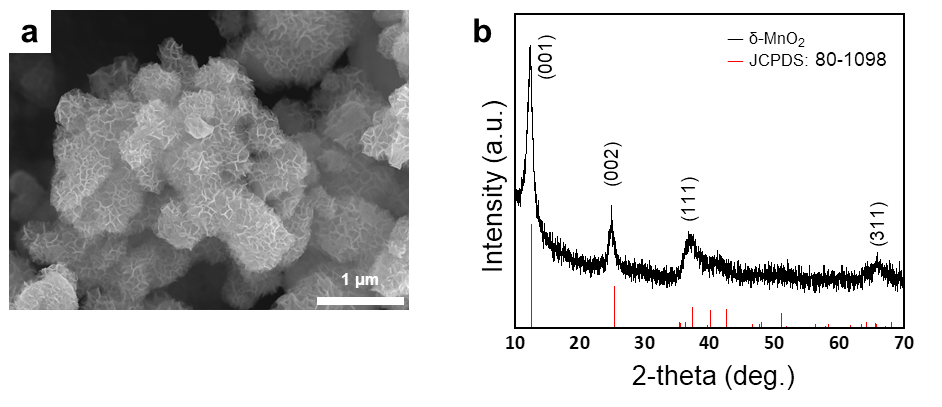 a
1 μm
b
δ-MnO₂
JCPDS: 80-1098
(001)
(002)
(111)
(311)
Intensity (a.u.)
10 20 30 40 50 60 70
2-theta (deg.)